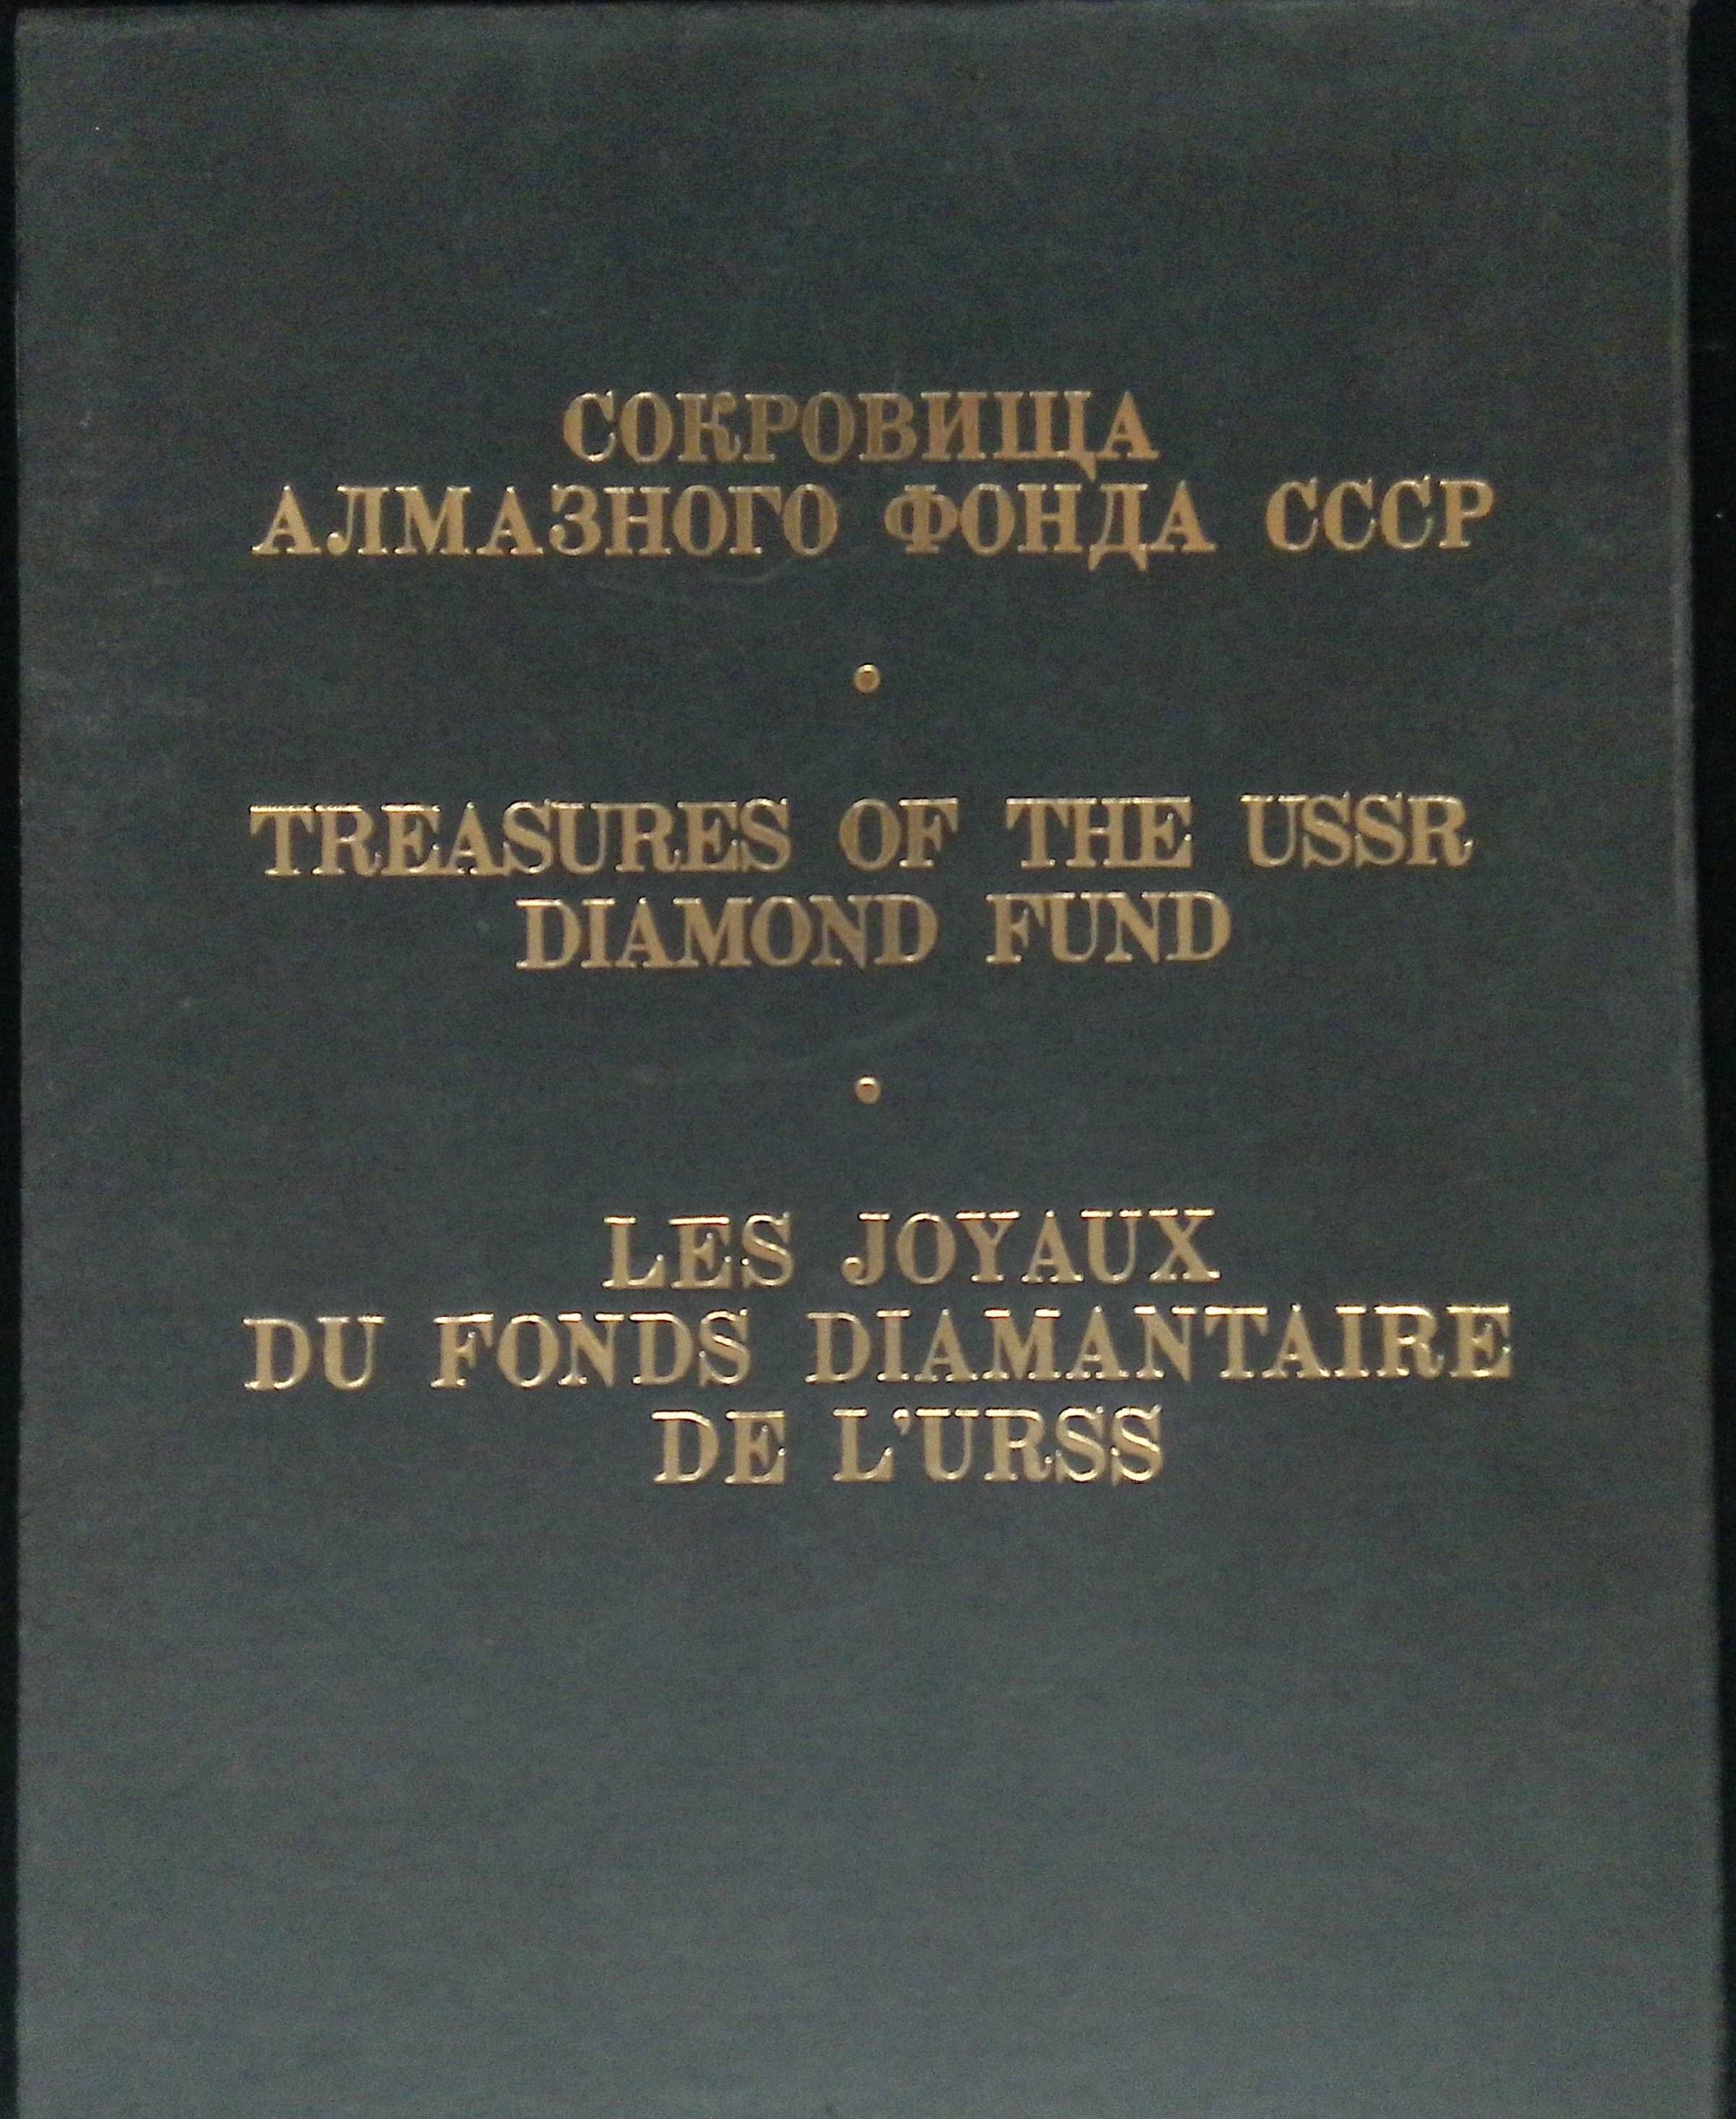 СОКРОВИЩА
АЛМАЗНОГО ФОНДА СССР
•
TREASURES OF THE USSR
DIAMOND FUND
•
LES JOYAUX
DU FONDS DIAMANTAIRE
DE L'URSS